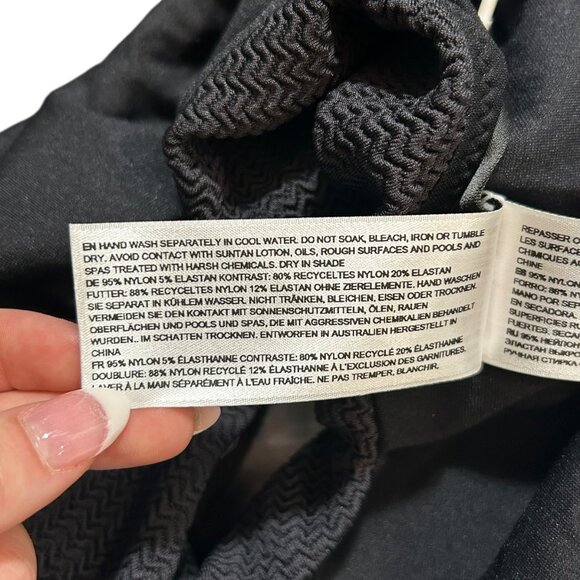 EN HAND WASH SEPARATELY IN COOL WATER. DO NOT SOAK, BLEACH, IRON OR TUMBLE
DRY. AVOID CONTACT WITH SUNTAN LOTION, OILS, ROUGH SURFACES AND POOLS AND
SPAS TREATED WITH HARSH CHEMICALS. DRY IN SHADE
DE 95% NYLON 5% ELASTAN KONTRAST: 80% RECYCELTES NYLON 20% ELASTAN
FUTTER: 88% RECYCELTES NYLON 12% ELASTAN OHNE ZIERELEMENTE. HAND WASCHEN
SIE SEPARAT IN KÜHLEM WASSER. NICHT TRÄNKEN, BLEICHEN, EISEN ODER TROCKNEN.
VERMEIDEN SIE DEN KONTAKT MIT SONNENSCHUTZMITTELN, ÖLEN, RAUEN
OBERFLÄCHEN UND POOLS UND SPAS, DIE MIT AGGRESSIVEN CHEMIKALIEN BEHANDELT
WURDEN.. IM SCHATTEN TROCKNEN. ENTWORFEN IN AUSTRALIEN HERGESTELLT IN
CHINA
FR 95% NYLON 5% ÉLASTHANNE CONTRASTE: 80% NYLON RECYCLÉ 20% ÉLASTHANNE
DOUBLURE: 88% NYLON RECYCLÉ 12% ÉLASTHANNE À L'EXCLUSION DES GARNITURES.
LAVER À LA MAIN SÉPARÉMENT À L'EAU FRAÎCHE. NE PAS TREMPER, BLANCHIR,
REPASSER
LES SURFACES
CHIMIQUES
CHINE
ES 95%
FORRO: 88%
MANO POR
EN SECADORA.
SUPERFICIES
FUERTES.
RU 95% НЕЙЛОН
ЭЛАСТАН
РУЧНАЯ СТИРКА